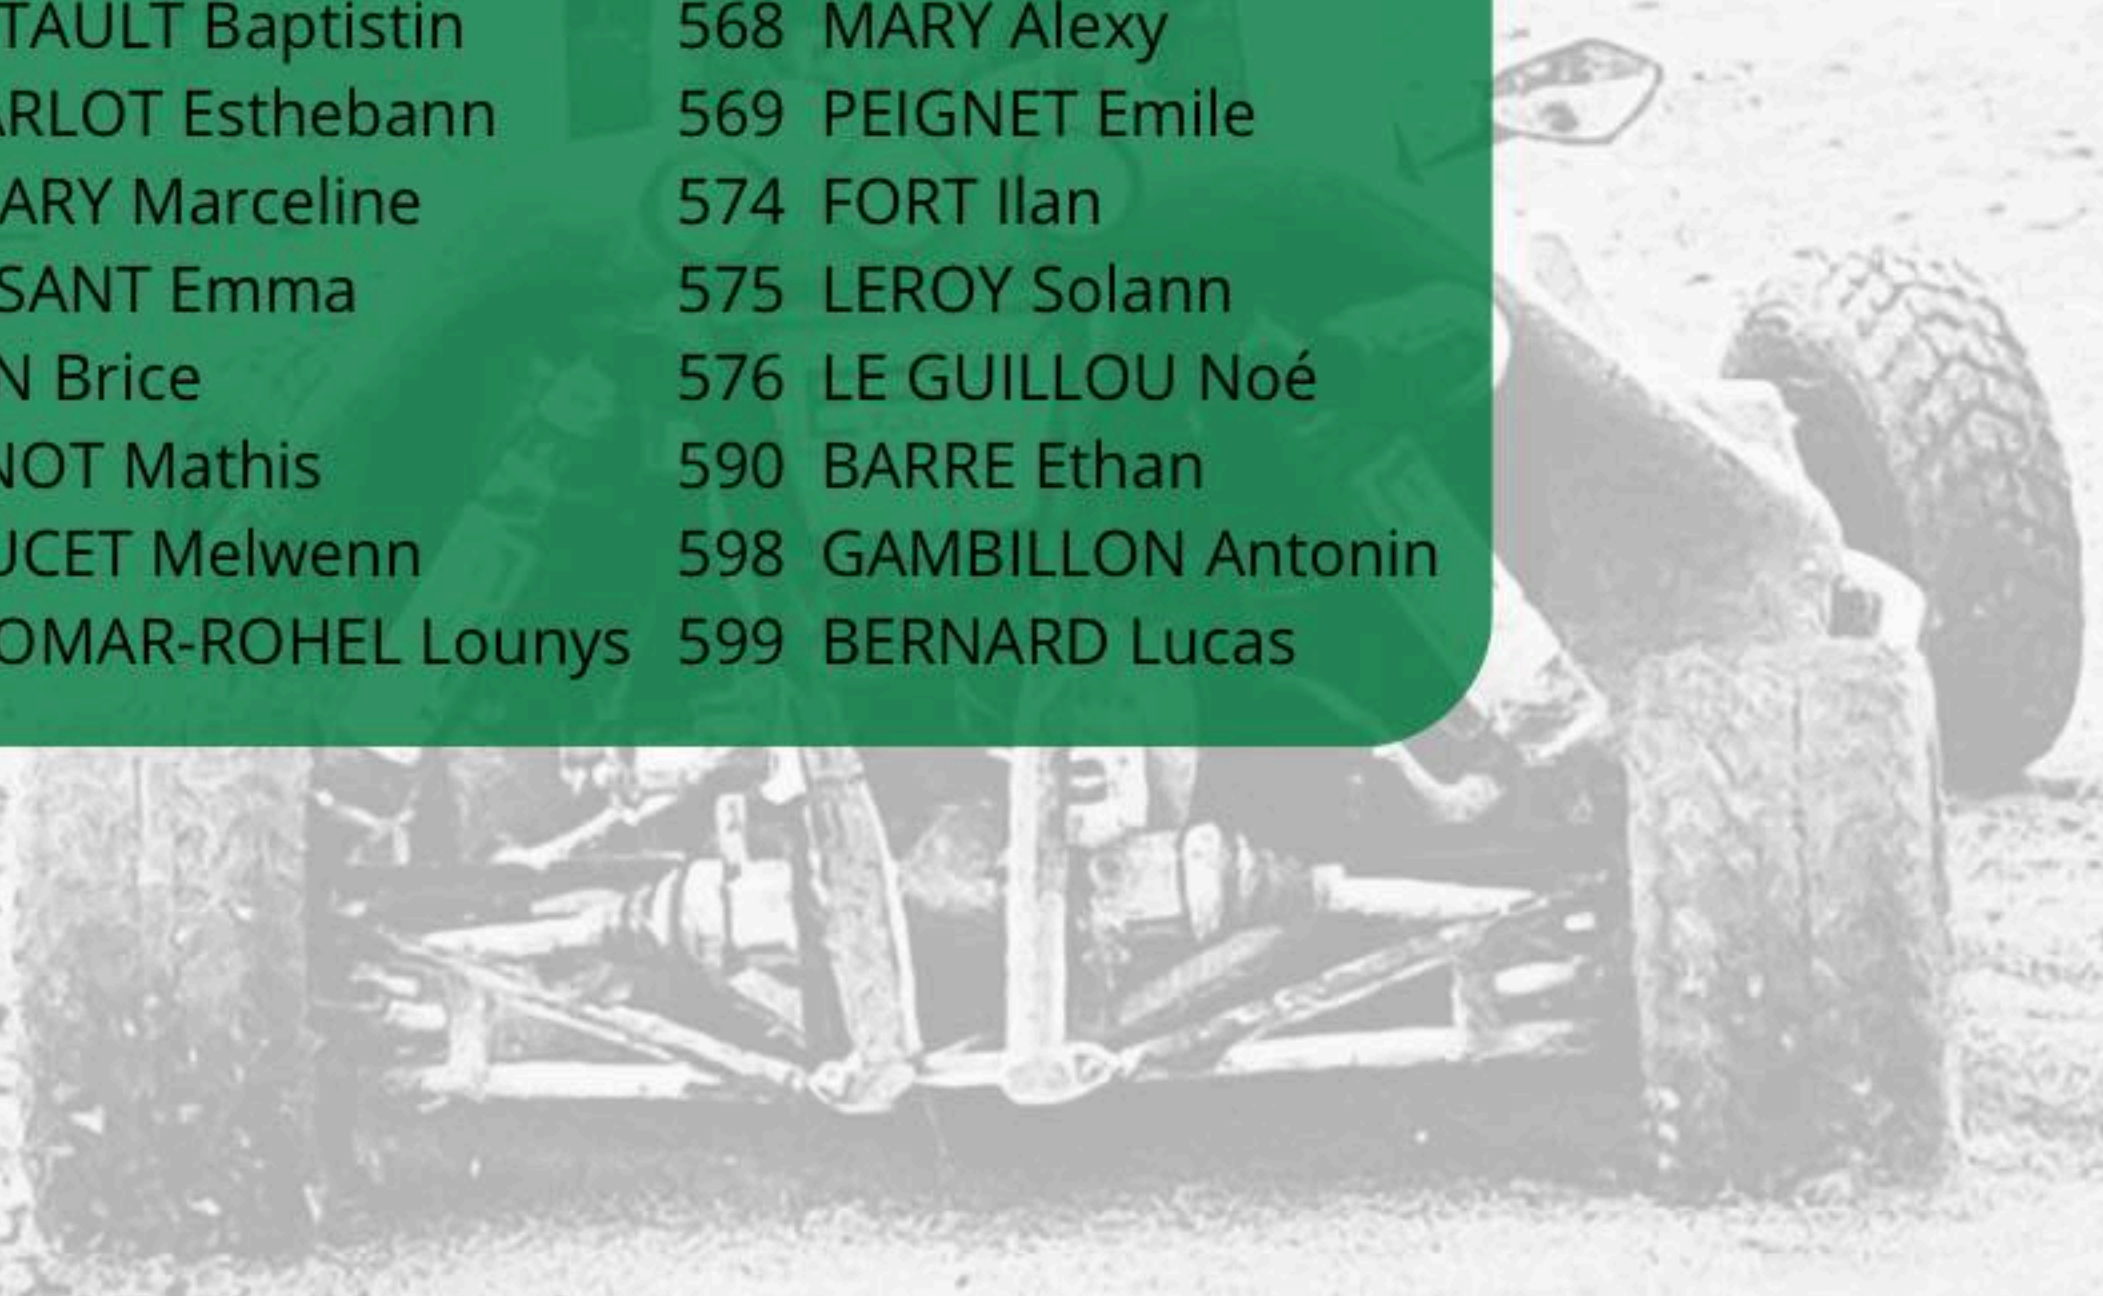 TAULT Baptistin 568 MARY Alexy
ARLOT Esthebann 569 PEIGNET Emile
ARY Marceline 574 FORT Ilan
SANT Emma 575 LEROY Solann
N Brice 576 LE GUILLOU Noé
NOT Mathis 590 BARRE Ethan
UCET Melwenn 598 GAMBILLON Antonin
OMAR-ROHEL Lounys 599 BERNARD Lucas